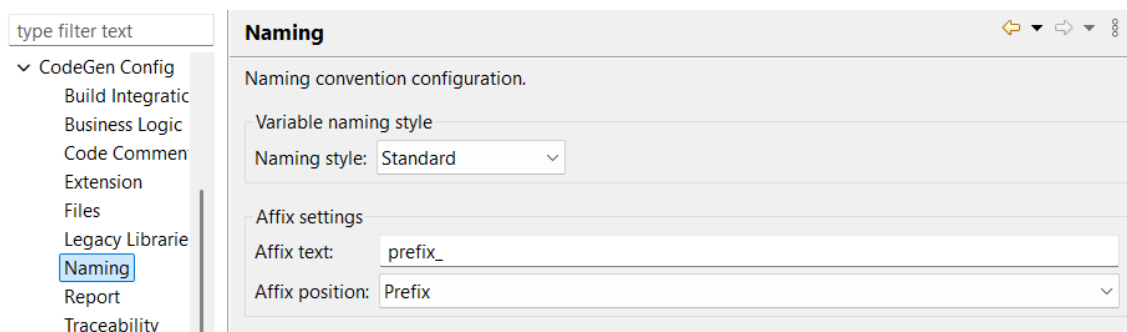 type filter text
CodeGen Config
Build Integratic
Business Logic
Code Commen
Extension
Files
Legacy Librarie
Naming
Report
Traceability
Naming
Naming convention configuration.
Variable naming style
Naming style: Standard
Affix settings
Affix text: prefix_
Affix position: Prefix